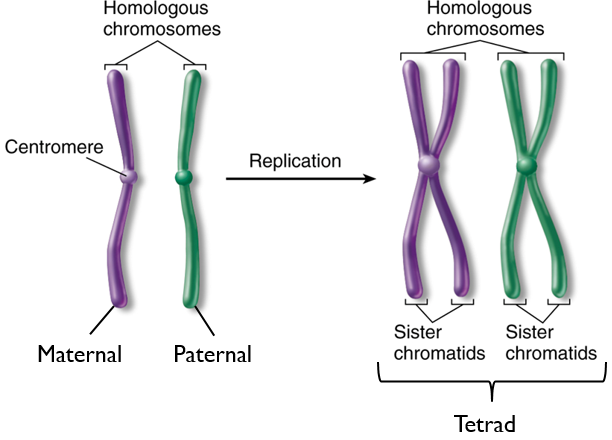 Homologous
chromosomes
Centromere
Maternal
Paternal
Replication
Homologous
chromosomes
Sister
chromatids
Sister
chromatids
Tetrad